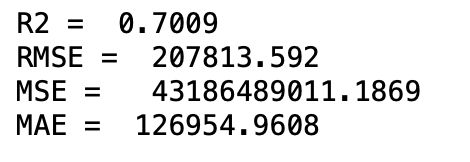 R2 =  0.7009
RMSE =  207813.592
MSE =   43186489011.1869
MAE =  126954.9608